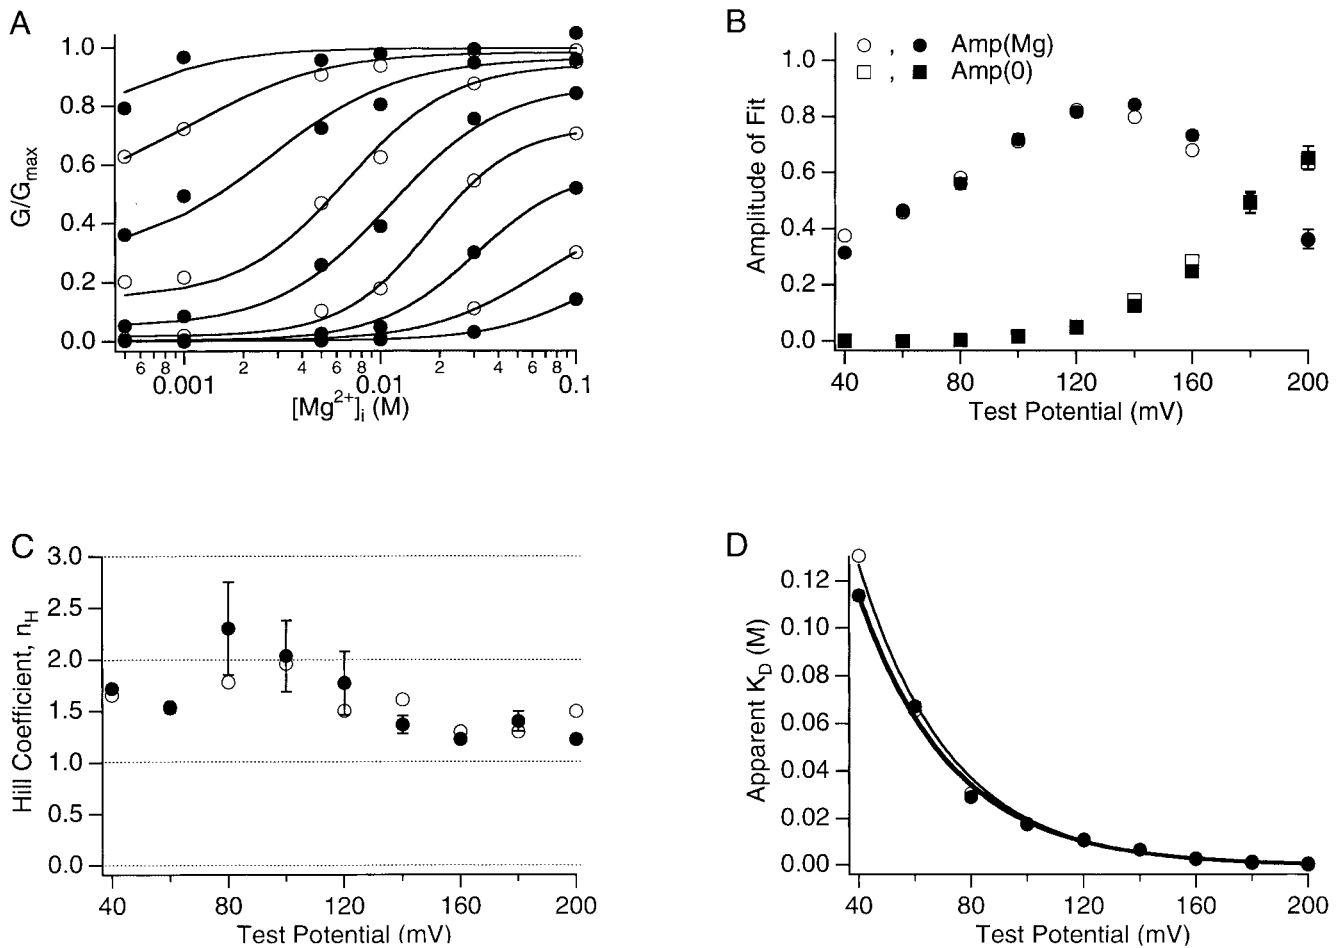 A
G/Gmax
1.0
0.8
0.6
0.4
0.2
0.0
6 8 2 4 6 8 2 4 6 8
0.001 0.01 0.1
[Mg2+]i (M)
B
Amplitude of Fit
○ , ● Amp(Mg)
□ , ■ Amp(0)
1.0
0.8
0.6
0.4
0.2
0.0
40 80 120 160 200
Test Potential (mV)
C
Hill Coefficient, nH
3.0
2.5
2.0
1.5
1.0
0.5
0.0
40 80 120 160 200
Test Potential (mV)
D
Apparent KD (M)
0.12
0.10
0.08
0.06
0.04
0.02
0.00
40 80 120 160 200
Test Potential (mV)